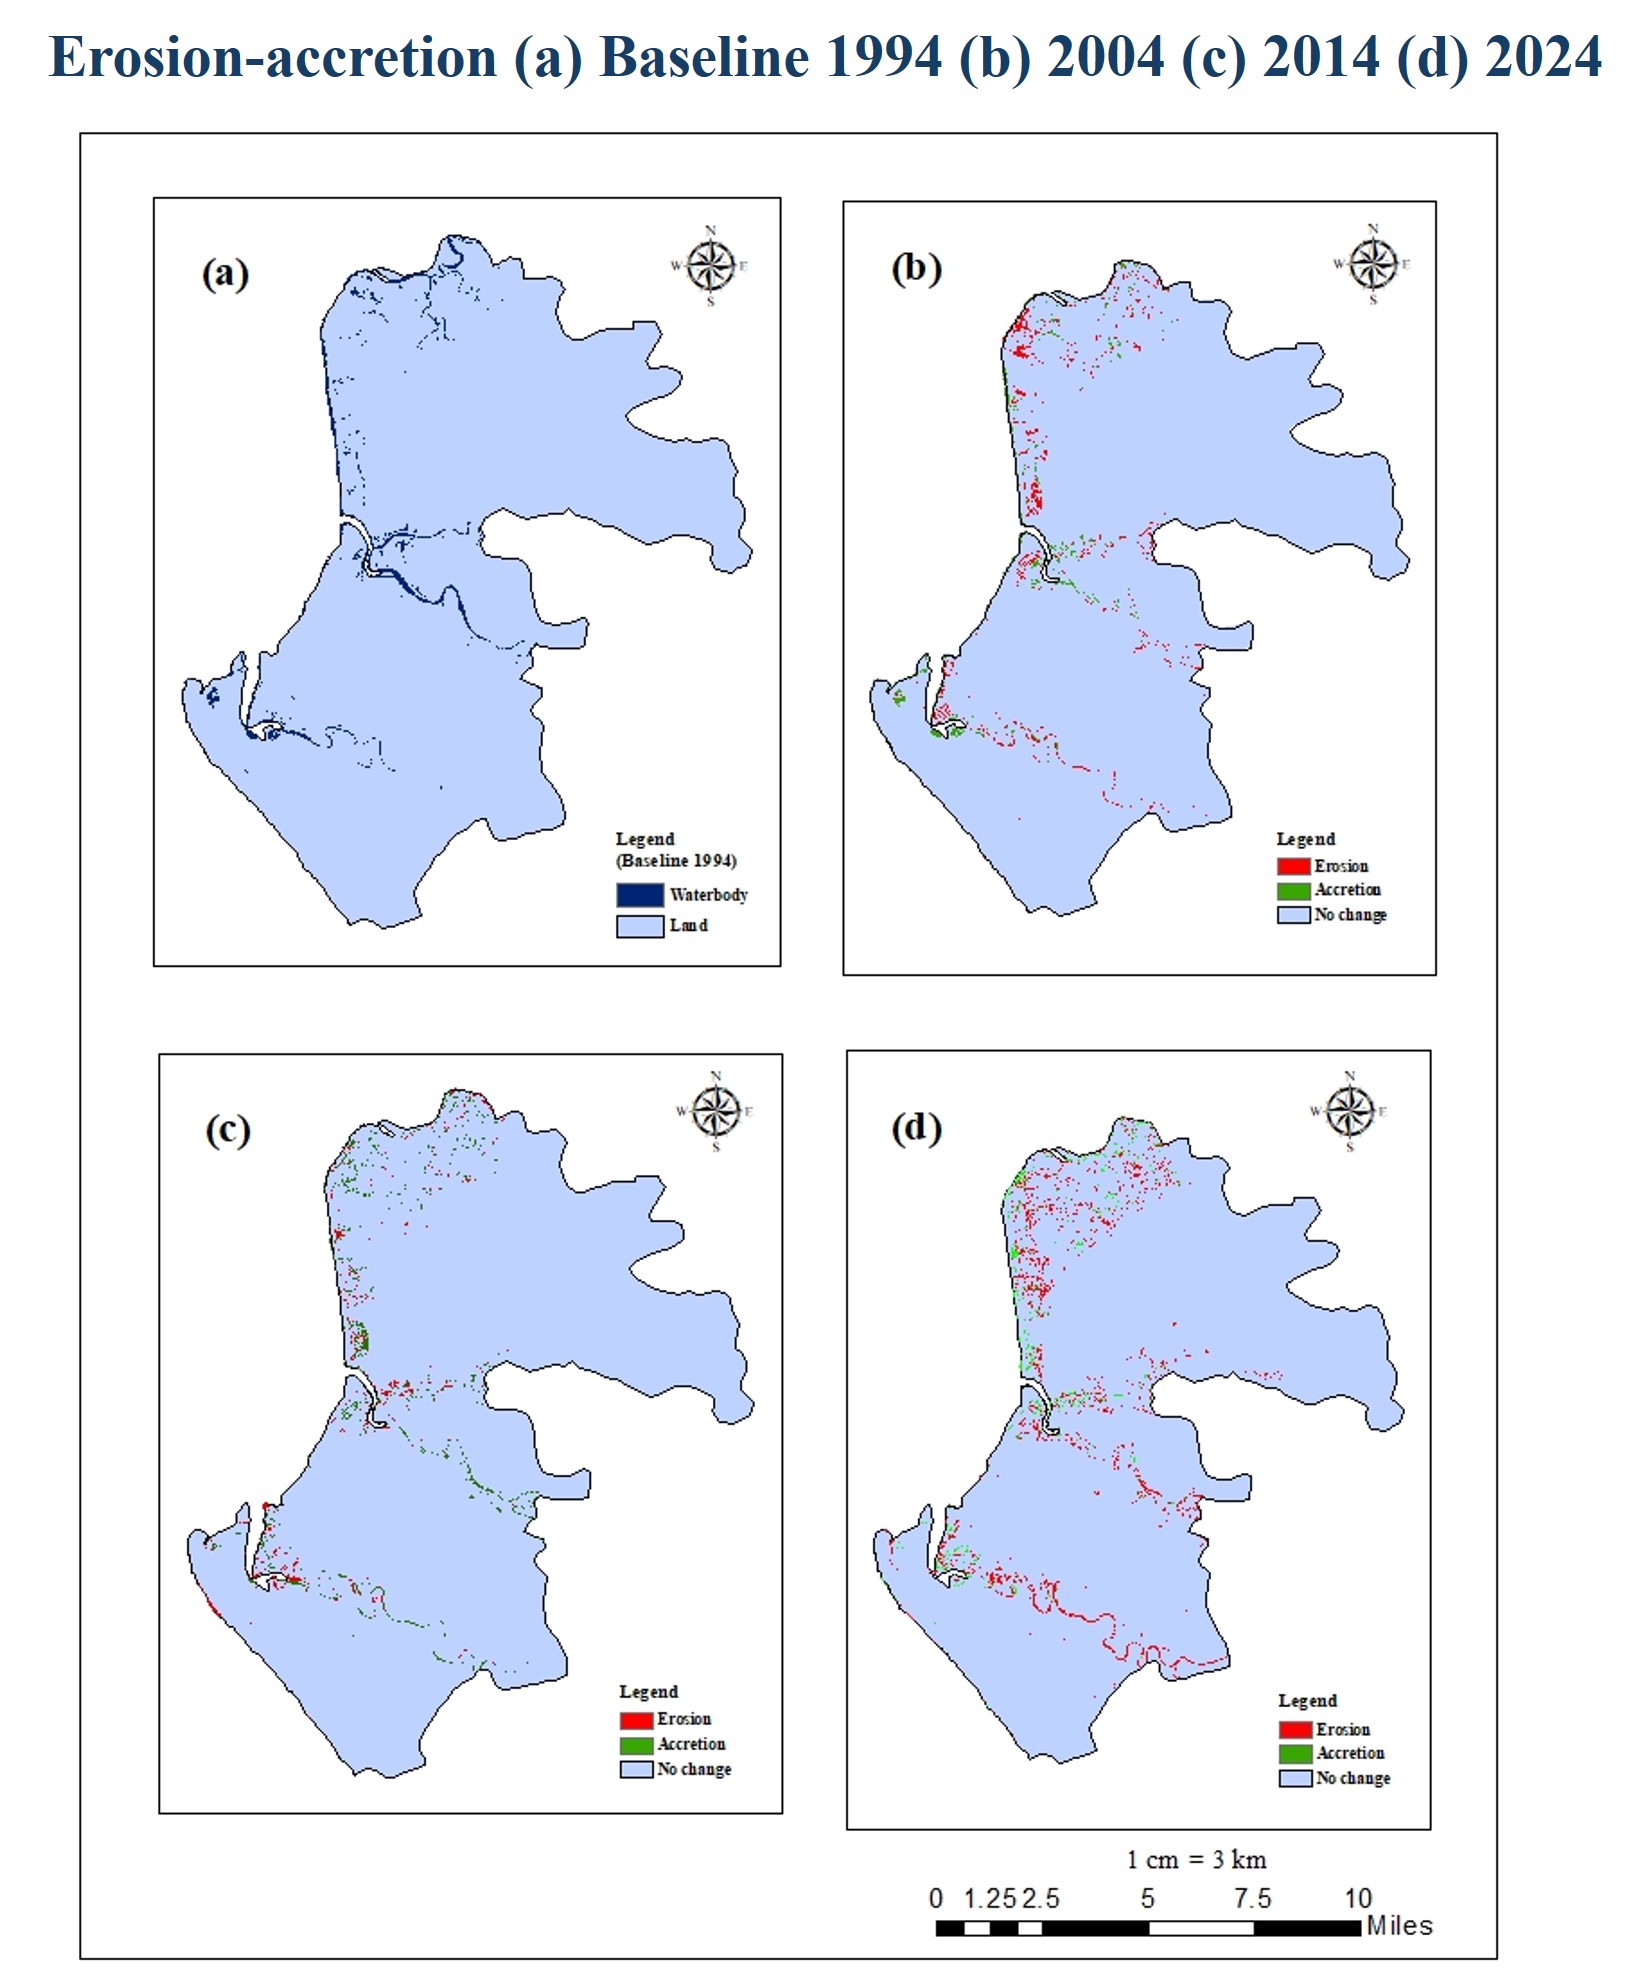 Erosion-accretion (a) Baseline 1994 (b) 2004 (c) 2014 (d) 2024
(a)
N
W E
S
Legend
(Baseline 1994)
Waterbody
Land
(b)
N
W E
S
Legend
Erosion
Accretion
No change
(c)
N
W E
S
Legend
Erosion
Accretion
No change
(d)
N
W E
S
Legend
Erosion
Accretion
No change
1 cm = 3 km
0 1.25 2.5 5 7.5 10
Miles